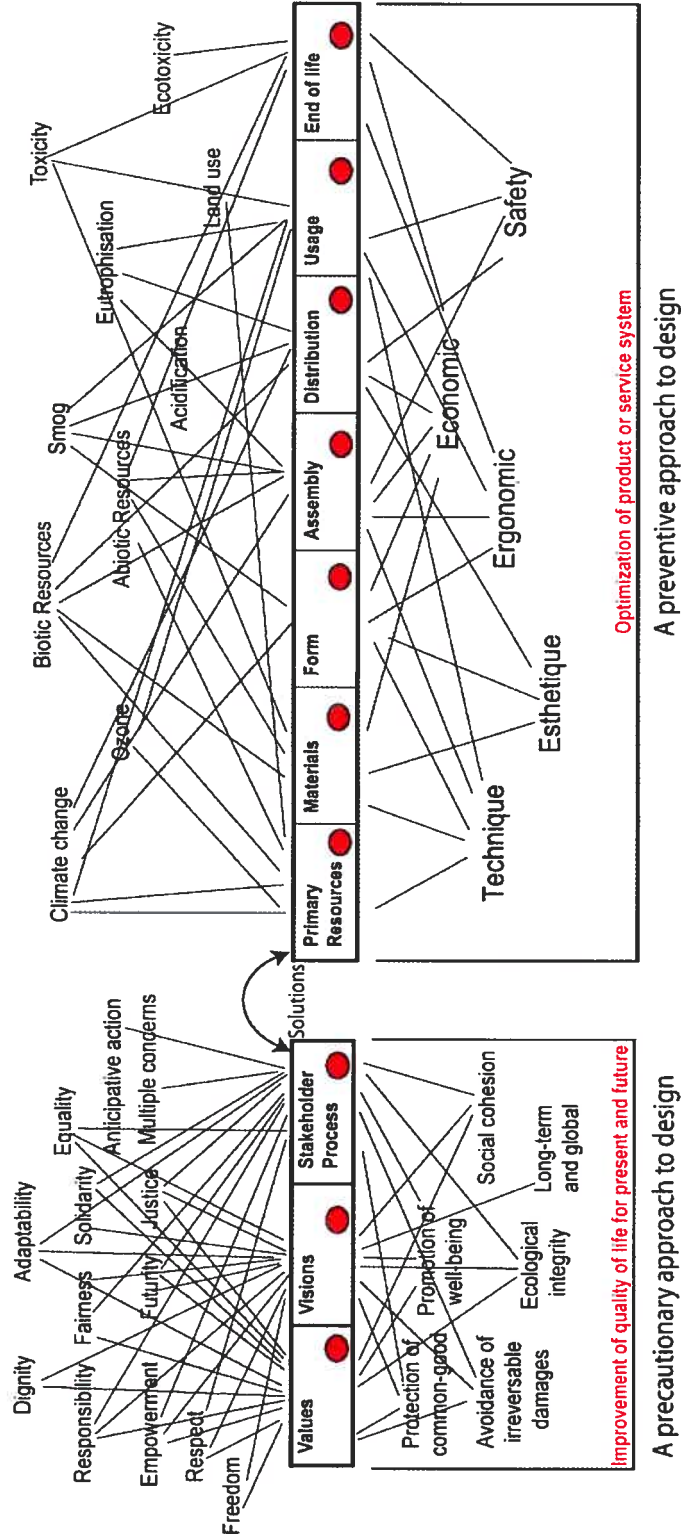 Dignity
Adaptability
Responsibility
Fairness
Solidarity
Equality
Empowerment
Futurity
Justice
Anticipative action
Multiple concerns
Respect
Freedom
Values
Visions
Stakeholder
Process
Solutions
Protection of
common-good
Promotion of
well-being
Social cohesion
Avoidance of
irreversable
damages
Ecological
integrity
Long-term
and global
Improvement of quality of life for present and future
A precautionary approach to design
Climate change
Biotic Resources
Smog
Toxicity
Ozone
Abiotic Resources
Eutrophisation
Ecotoxicity
Acidification
Land use
Primary
Resources
Materials
Form
Assembly
Distribution
Usage
End of life
Technique
Esthetique
Ergonomic
Economic
Safety
Optimization of product or service system
A preventive approach to design